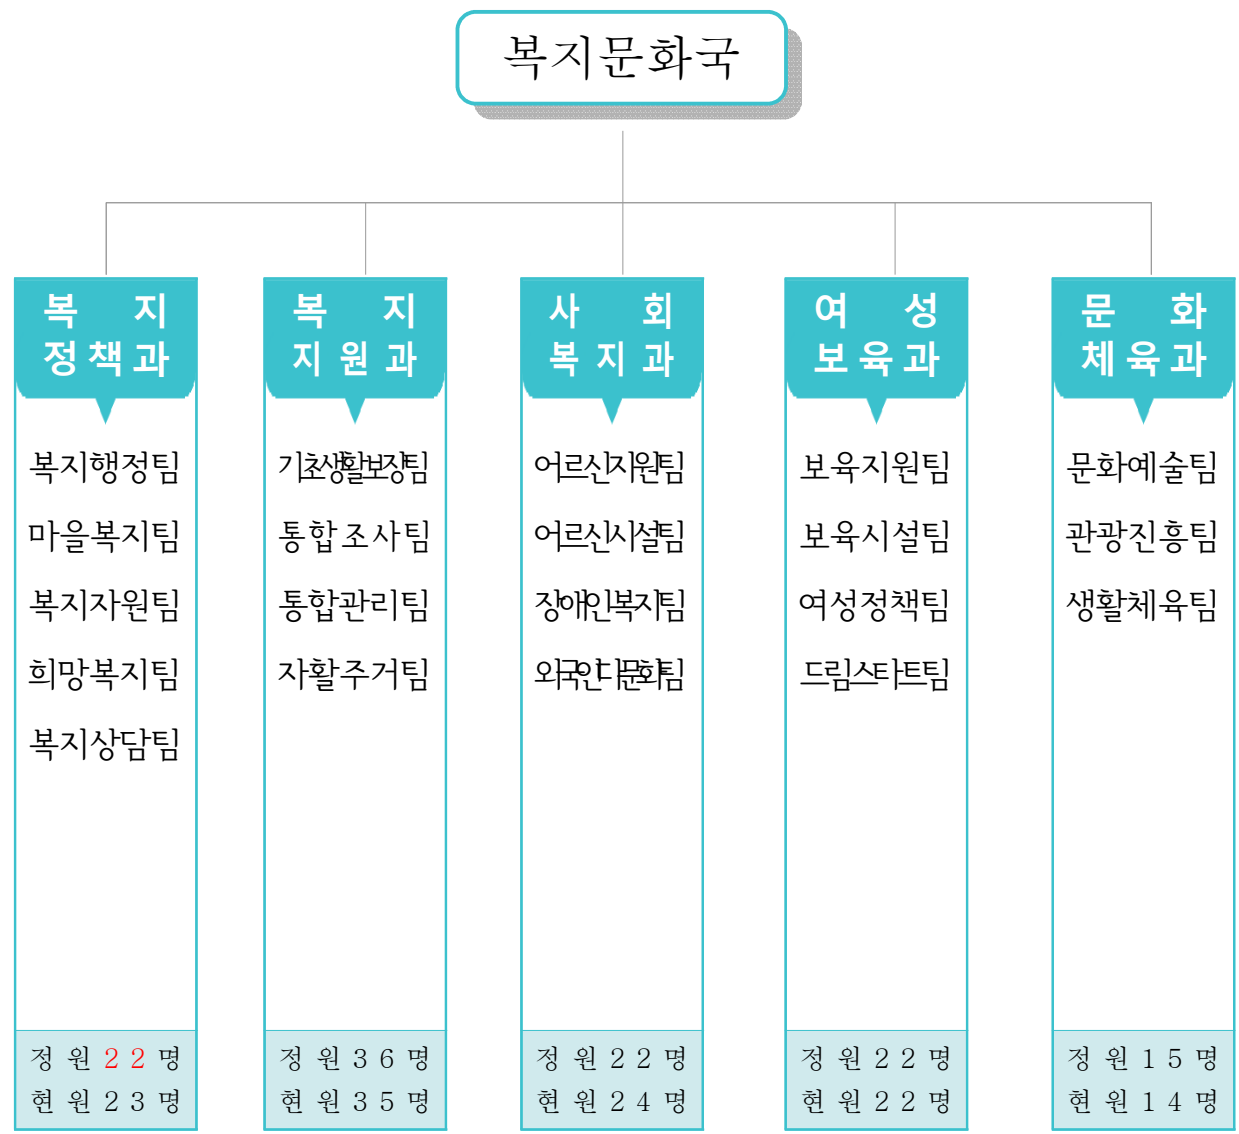 복지문화국
복 지
정책과
복행정팀
마을복지팀
복지자원팀
희망복지팀
복지상담팀
정 원 2 2 명
현 원 2 3 명
복 지
지원과
기초생활보장팀
통합조사팀
통합관리팀
자활주거팀
정 원 3 6 명
현 원 3 5 명
사 회
복지과
어르신지원팀
어르신시설팀
장애인복지팀
외국인다문화팀
정 원 2 2 명
현 원 2 4 명
여 성
보육과
보육지원팀
보육시설팀
여성정책팀
드림스타트팀
정 원 2 2 명
현 원 2 2 명
문 화
체육과
문화예술팀
관광진흥팀
생활체육팀
정 원 1 5 명
현 원 1 4 명